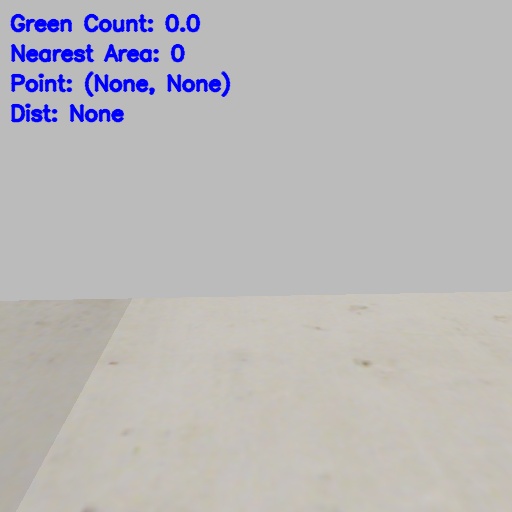 Green Count: 0.0
Nearest Area: 0
Point: (None, None)
Dist: None